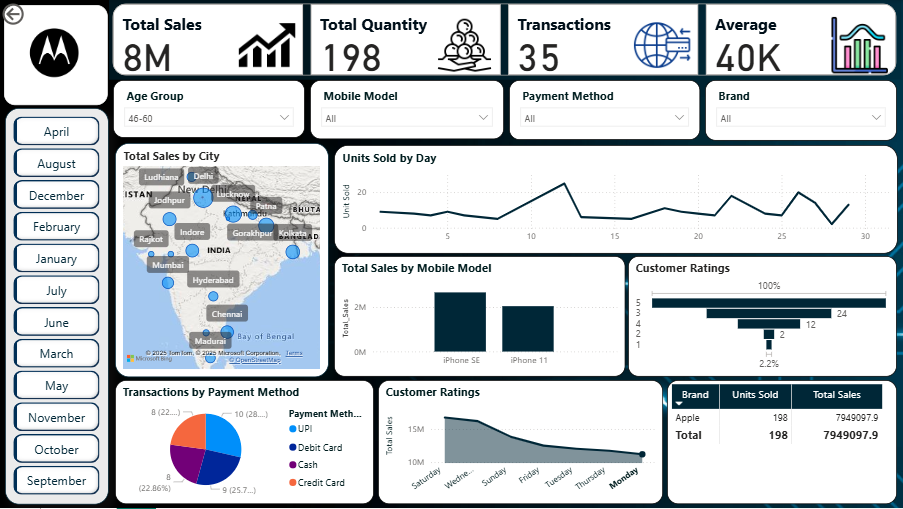 Total Sales
8M
Total Quantity
198
Transactions
35
Average
40K
Age Group
46-60
Mobile Model
All
Payment Method
All
Brand
All
April
August
December
February
January
July
June
March
May
November
October
September
Total Sales by City
Ludhiana
Delhi
New Delhi
ISTAN
Lucknow
NEPAL
Jodhpur
Kathmandu
Patna
BHUTA
Rajkot
Indore
Gorakhpur
Kolkata
INDIA
Mumbai
Hyderabad
Chennai
Bay of Bengal
Madurai
© 2025 TomTom, © 2025 Microsoft Corporation, Terms
Microsoft Bing
© OpenStreetMap
Units Sold by Day
Unit Sold
20
0
5
10
15
20
25
30
Total Sales by Mobile Model
Total_Sales
2M
0M
iPhone SE
iPhone 11
Customer Ratings
100%
5
3
24
4
12
2
2
1
2.2%
Transactions by Payment Method
8 (22....)
10 (28....)
8
(22.86%)
9 (25.7...)
Payment Meth...
UPI
Debit Card
Cash
Credit Card
Customer Ratings
Total Sales
15M
10M
Saturday
Wedne...
Sunday
Friday
Tuesday
Thursday
Monday
Brand Units Sold Total Sales
Apple 198 7949097.9
Total 198 7949097.9